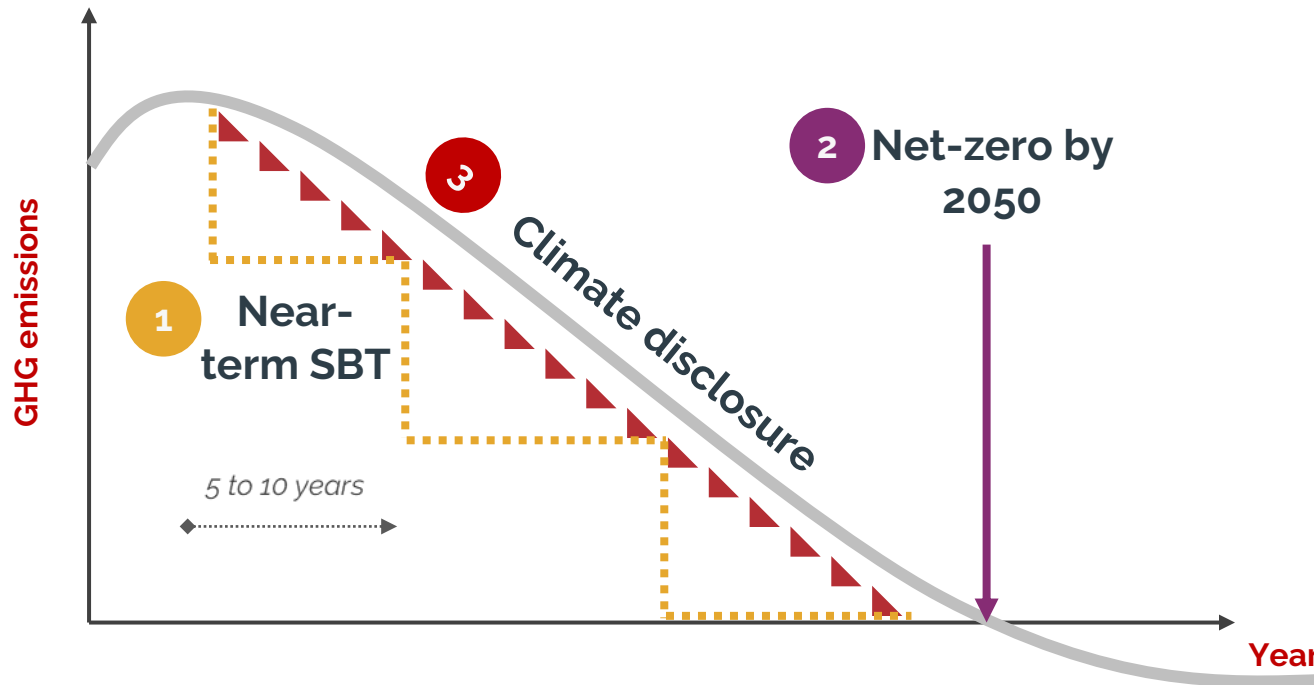 GHG emissions
1
Near-
term SBT
5 to 10 years
3
Climate disclosure
2
Net-zero by
2050
Year